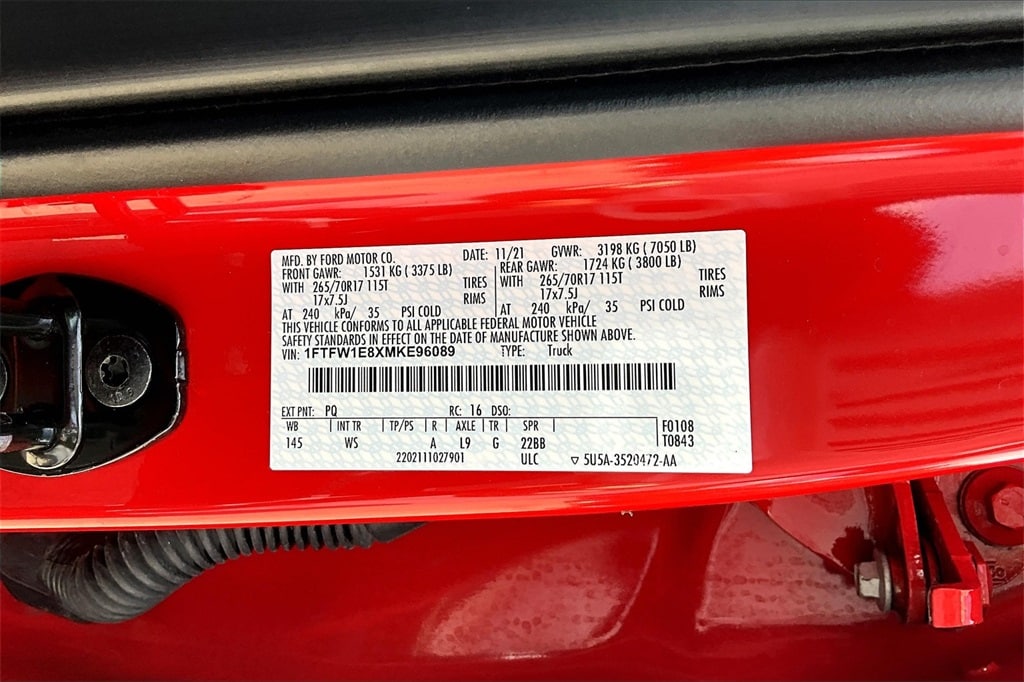 MFD. BY FORD MOTOR CO. DATE: 11/21 GVWR: 3198 KG ( 7050 LB)
FRONT GAWR: 1531 KG ( 3375 LB) REAR GAWR: 1724 KG ( 3800 LB)
WITH 265/70R17 115T TIRES WITH 265/70R17 115T TIRES
17x7.5J RIMS 17x7.5J RIMS
AT 240 kPa/ 35 PSI COLD AT 240 kPa/ 35 PSI COLD
THIS VEHICLE CONFORMS TO ALL APPLICABLE FEDERAL MOTOR VEHICLE
SAFETY STANDARDS IN EFFECT ON THE DATE OF MANUFACTURE SHOWN ABOVE.
VIN: 1FTFW1E8XMKE96089 TYPE: Truck
EXT PNT: PQ RC: 16 DSO:
WB INT TR TP/PS R AXLE TR SPR F0108
145 WS A L9 G 22BB T0843
2202111027901 ULC ▽ 5U5A-3520472-AA